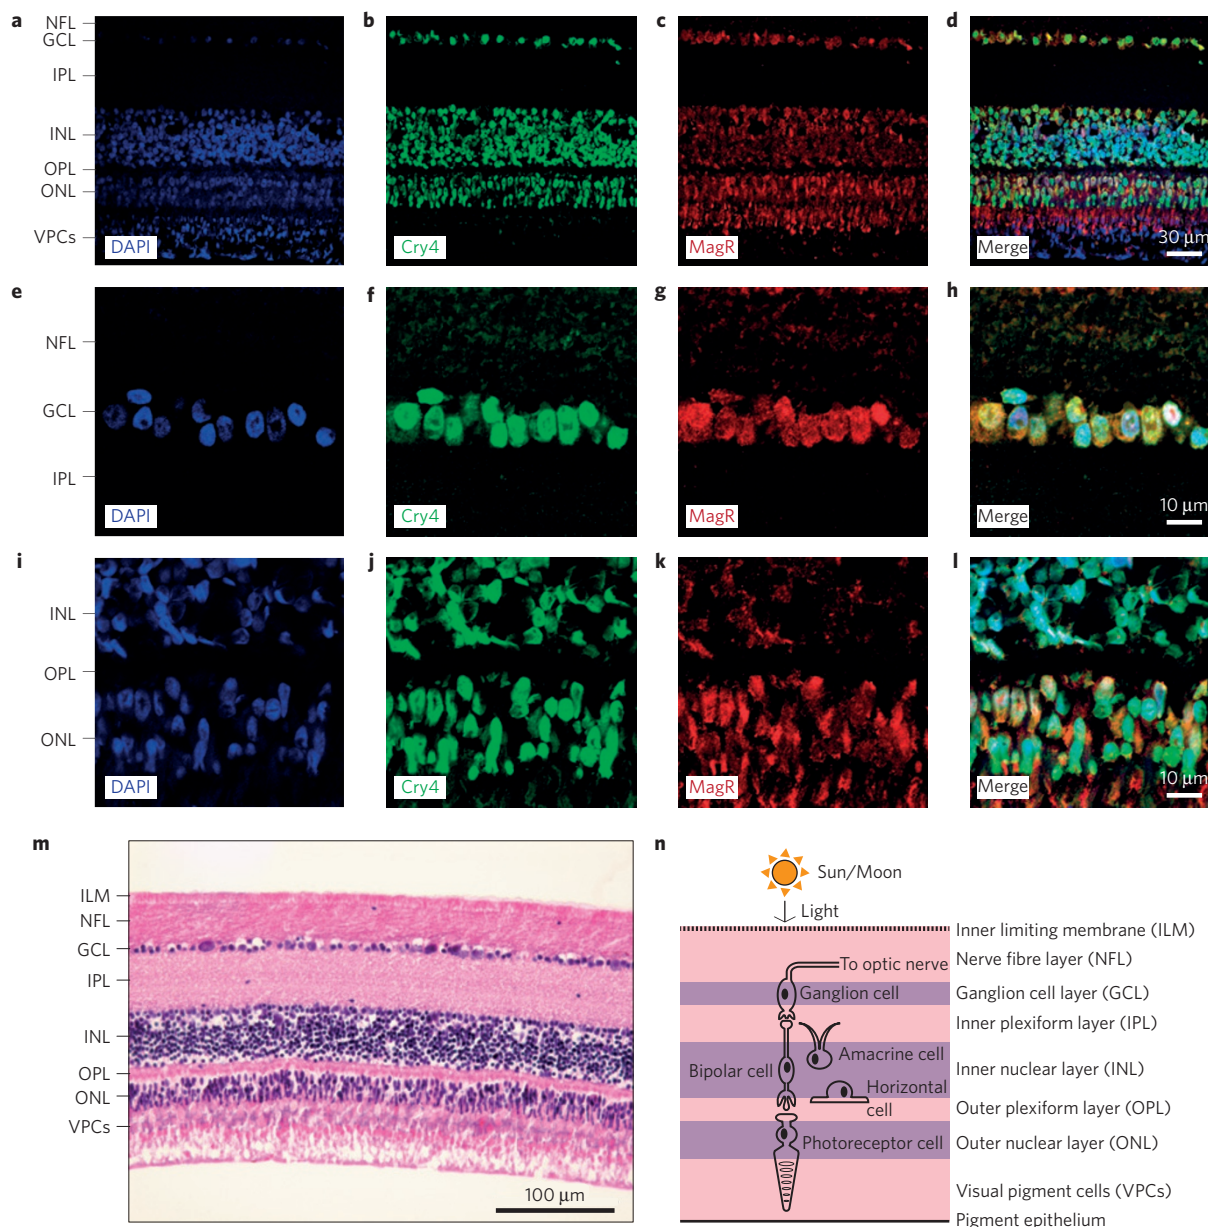 a
NFL
GCL
IPL
INL
OPL
ONL
VPCs
DAPI
b
Cry4
c
MagR
d
Merge
30 µm
e
NFL
GCL
IPL
DAPI
f
Cry4
g
MagR
h
Merge
10 µm
i
INL
OPL
ONL
DAPI
j
Cry4
k
MagR
l
Merge
10 µm
m
ILM
NFL
GCL
IPL
INL
OPL
ONL
VPCs
100 µm
n
Sun/Moon
Light
Inner limiting membrane (ILM)
To optic nerve
Nerve fibre layer (NFL)
Ganglion cell
Ganglion cell layer (GCL)
Inner plexiform layer (IPL)
Amacrine cell
Bipolar cell
Inner nuclear layer (INL)
Horizontal
cell
Outer plexiform layer (OPL)
Photoreceptor cell
Outer nuclear layer (ONL)
Visual pigment cells (VPCs)
Pigment epithelium